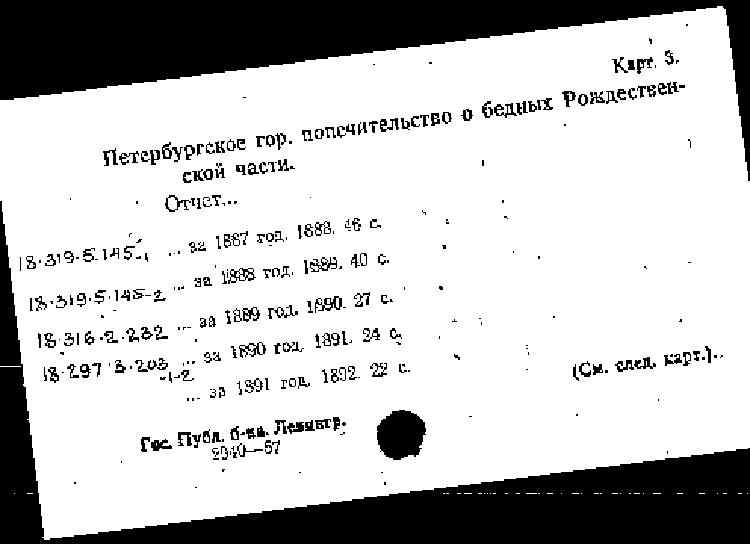 Карт. 3.
Петербургское гор. попечительство о бедных Рождествен-
ской части.
Отчет...
18.319.5.145-1 ... за 1887 год. 1888. 46 с.
18.319.5.145-2 ... за 1888 год. 1889. 40 с.
18.316.2.232 ... за 1889 год. 1890. 27 с.
18.297.3.203 ... за 1890 год. 1891. 24 с.
-1-2 ... за 1891 год. 1892. 22 с.
(См. след. карт.)..
Гос. Публ. б-ка. Ленингр.
2040—57